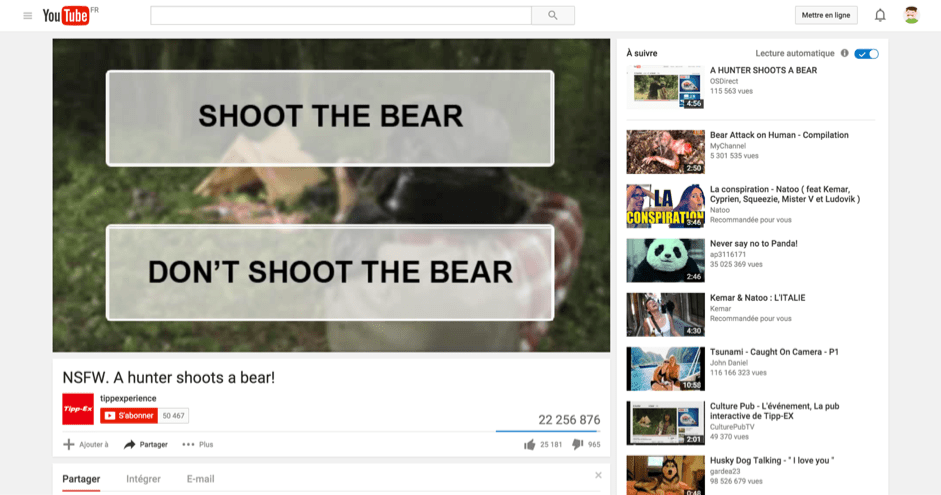 YouTube FR
Mettre en ligne
SHOOT THE BEAR
DON'T SHOOT THE BEAR
NSFW. A hunter shoots a bear!
Tipp-Ex
tippexperience
S'abonner 50 467
22 256 876
Ajouter à Partager Plus
25 181 965
Partager Intégrer E-mail
À suivre
Lecture automatique
4:56
A HUNTER SHOOTS A BEAR
OSDirect
115 563 vues
2:50
Bear Attack on Human - Compilation
MyChannel
5 301 535 vues
LA
CONSPIRATION
3:46
La conspiration - Natoo ( feat Kemar,
Cyprien, Squeezie, Mister V et Ludovik )
Natoo
Recommandée pour vous
2:46
Never say no to Panda!
ap3116171
35 025 369 vues
4:30
Kemar & Natoo : L'ITALIE
Kemar
Recommandée pour vous
10:58
Tsunami - Caught On Camera - P1
John Daniel
116 166 323 vues
2:01
Culture Pub - L'événement, La pub
interactive de Tipp-EX
CulturePubTV
49 370 vues
0:48
Husky Dog Talking - " I love you "
gardea23
98 526 679 vues